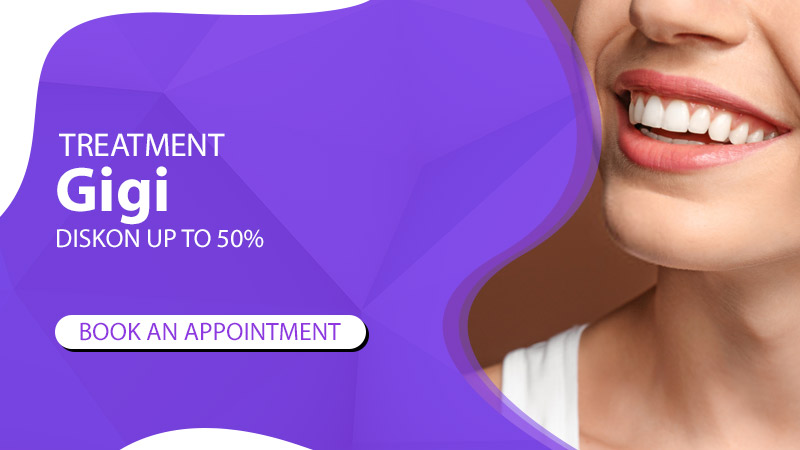 TREATMENT
Gigi
DISKON UP TO 50%
BOOK AN APPOINTMENT